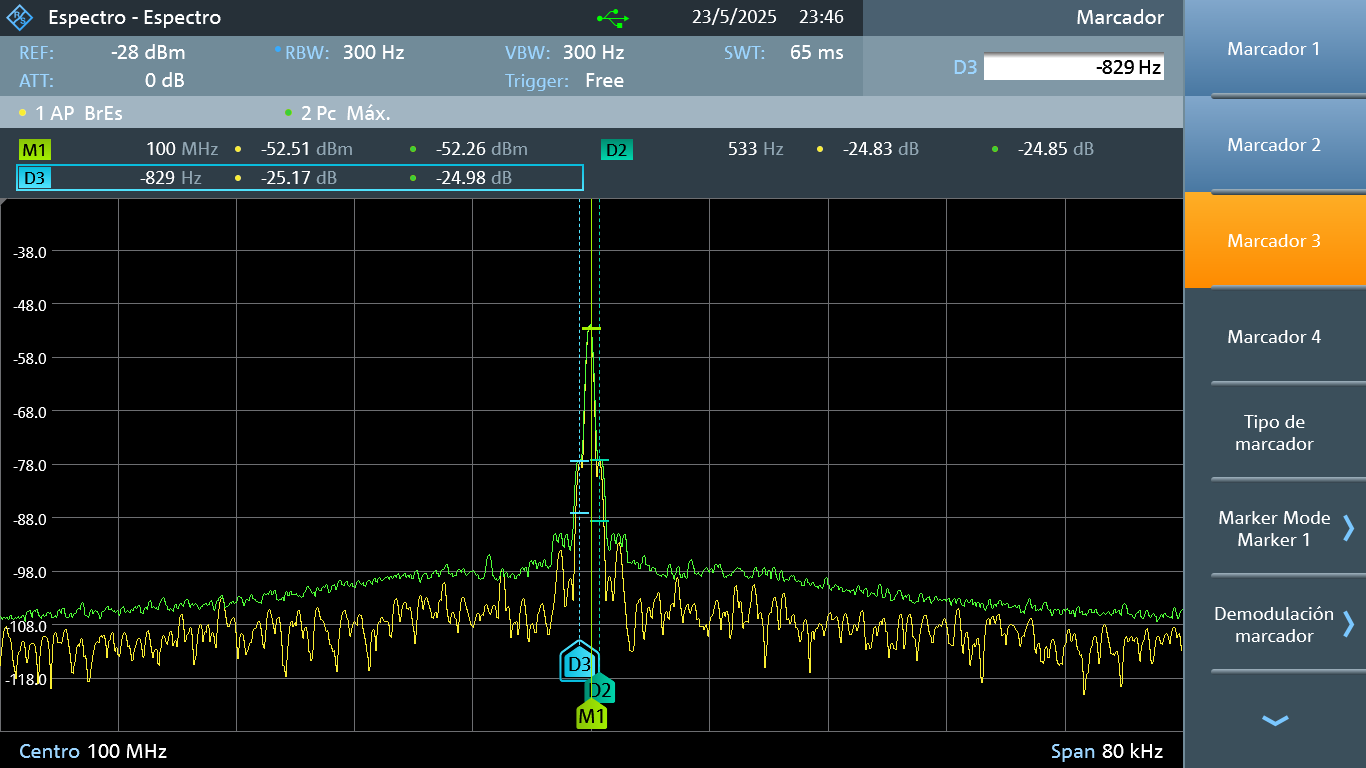 Espectro - Espectro 23/5/2025 23:46 Marcador
REF: -28 dBm RBW: 300 Hz VBW: 300 Hz SWT: 65 ms
ATT: 0 dB Trigger: Free
D3 -829 Hz
1 AP BrEs 2 Pc Máx.
M1 100 MHz -52.51 dBm -52.26 dBm D2 533 Hz -24.83 dB -24.85 dB
D3 -829 Hz -25.17 dB -24.98 dB
-38.0
-48.0
-58.0
-68.0
-78.0
-88.0
-98.0
-108.0
-118.0
D3
D2
M1
Centro 100 MHz Span 80 kHz
Marcador 1
Marcador 2
Marcador 3
Marcador 4
Tipo de
marcador
Marker Mode
Marker 1
Demodulación
marcador